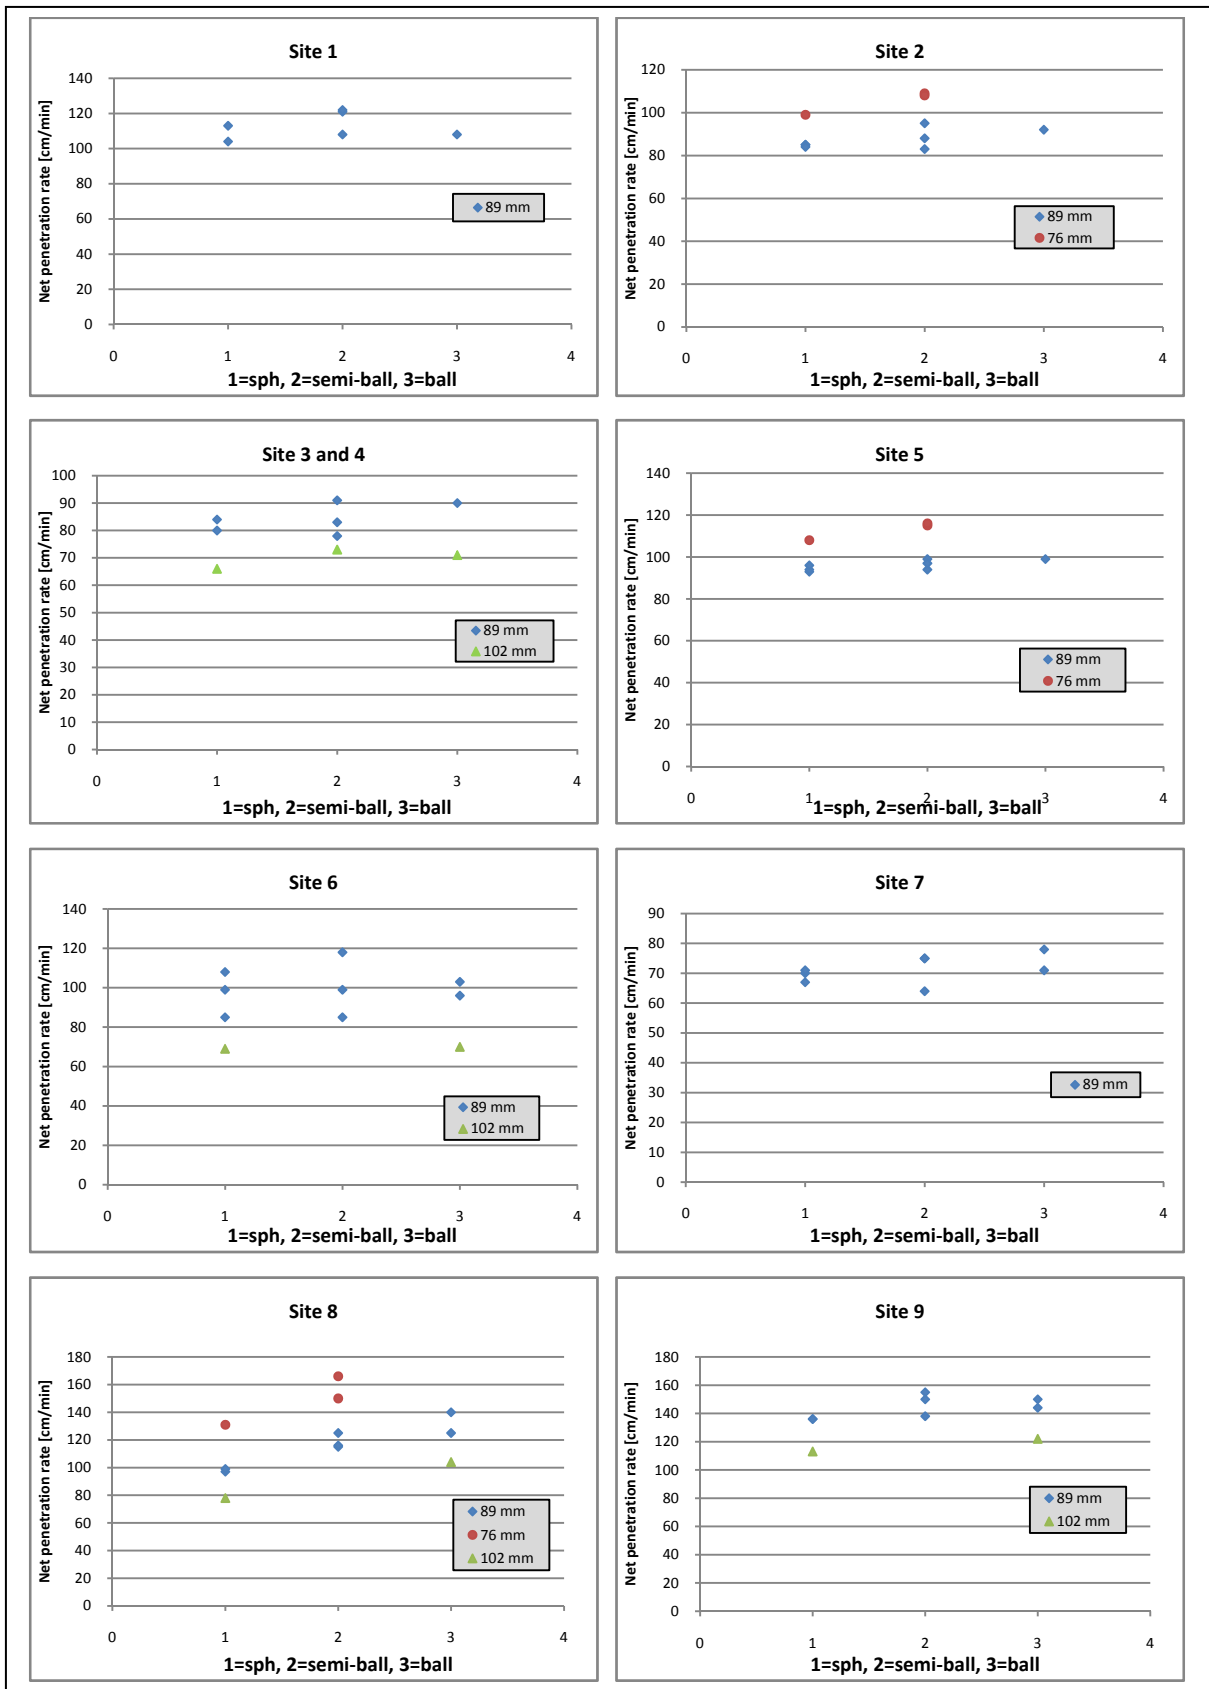 Site 1
Net penetration rate [cm/min]
140
120
100
80
60
40
20
0
89 mm
0 1 2 3 4
1=sph, 2=semi-ball, 3=ball
Site 2
Net penetration rate [cm/min]
120
100
80
60
40
20
0
89 mm
76 mm
0 1 2 3 4
1=sph, 2=semi-ball, 3=ball
Site 3 and 4
Net penetration rate [cm/min]
100
90
80
70
60
50
40
30
20
10
0
89 mm
102 mm
0 1 2 3 4
1=sph, 2=semi-ball, 3=ball
Site 5
Net penetration rate [cm/min]
140
120
100
80
60
40
20
0
89 mm
76 mm
0 1 2 3 4
1=sph, 2=semi-ball, 3=ball
Site 6
Net penetration rate [cm/min]
140
120
100
80
60
40
20
0
89 mm
102 mm
0 1 2 3 4
1=sph, 2=semi-ball, 3=ball
Site 7
Net penetration rate [cm/min]
90
80
70
60
50
40
30
20
10
0
89 mm
0 1 2 3 4
1=sph, 2=semi-ball, 3=ball
Site 8
Net penetration rate [cm/min]
180
160
140
120
100
80
60
40
20
0
89 mm
76 mm
102 mm
0 1 2 3 4
1=sph, 2=semi-ball, 3=ball
Site 9
Net penetration rate [cm/min]
180
160
140
120
100
80
60
40
20
0
89 mm
102 mm
0 1 2 3 4
1=sph, 2=semi-ball, 3=ball